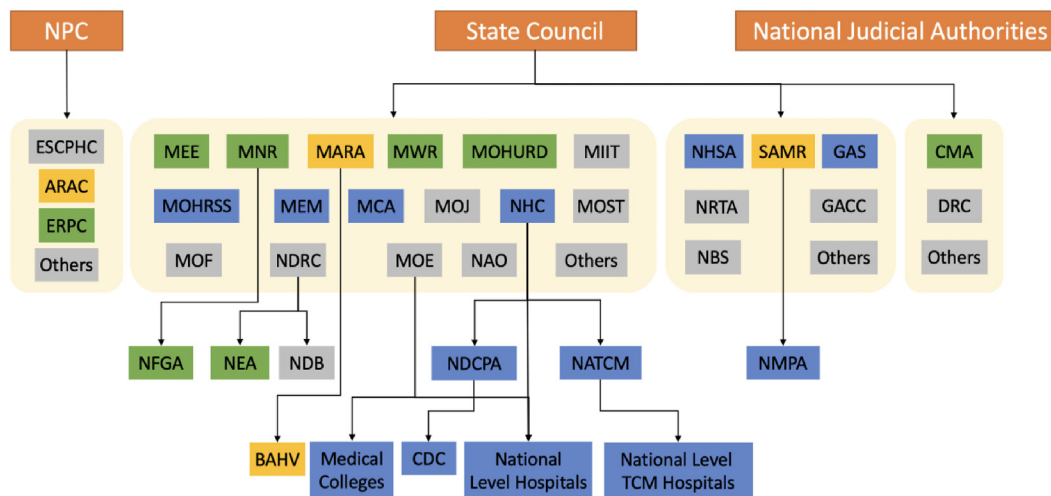 NPC
State Council
National Judicial Authorities
ESCPHC
ARAC
ERPC
Others
MEE
MNR
MARA
MWR
MOHURD
MIIT
MOHRSS
MEM
MCA
MOJ
NHC
MOST
MOF
NDRC
MOE
NAO
Others
NHSA
SAMR
GAS
NRTA
GACC
NBS
Others
CMA
DRC
Others
NFGA
NEA
NDB
NDCPA
NATCM
NMPA
BAHV
Medical
Colleges
CDC
National
Level Hospitals
National Level
TCM Hospitals